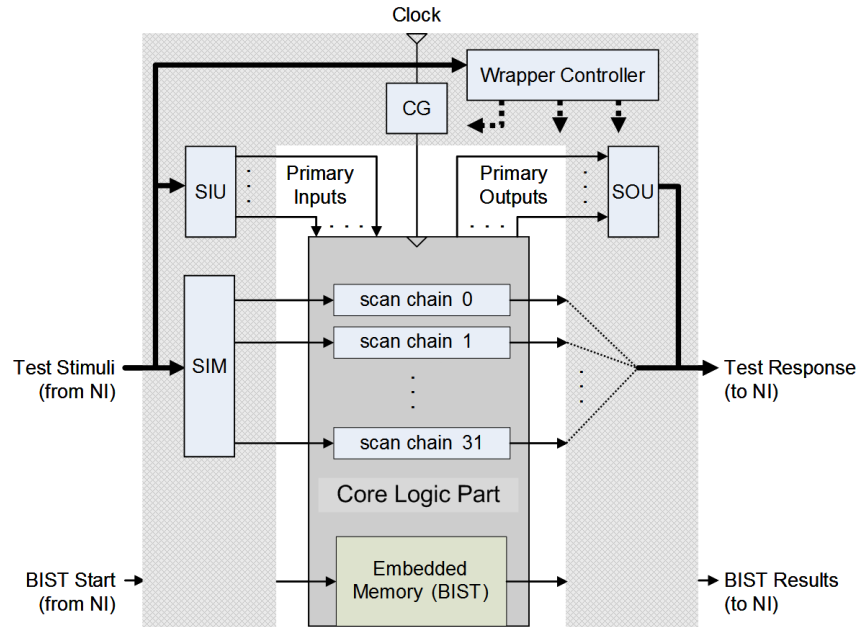 Clock
Wrapper Controller
CG
SIU
Primary
Inputs
Primary
Outputs
SOU
scan chain 0
scan chain 1
Test Stimuli
(from NI)
SIM
Test Response
(to NI)
scan chain 31
Core Logic Part
BIST Start
(from NI)
Embedded
Memory (BIST)
BIST Results
(to NI)